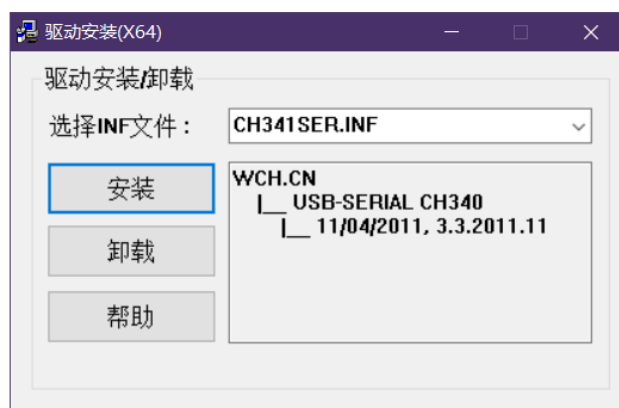 驱动安装(X64)
驱动安装/卸载
选择INF文件：
CH341SER.INF
安装
卸载
帮助
WCH.CN
|__ USB-SERIAL CH340
|__ 11/04/2011, 3.3.2011.11